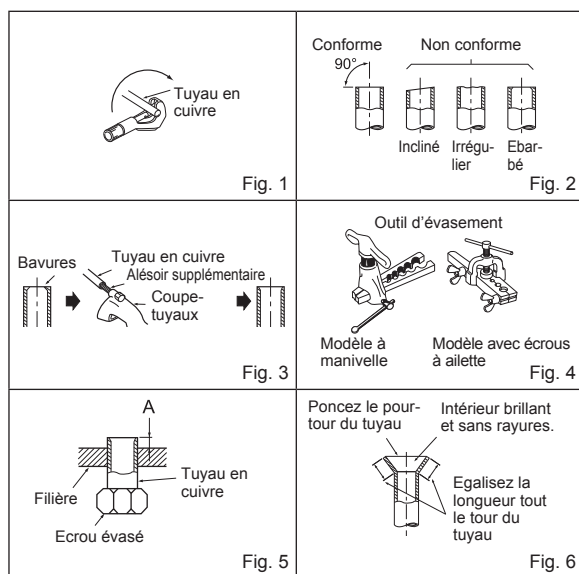 Tuyau en
cuivre
Fig. 1
Conforme
Non conforme
90°
Incliné
Irrégu-
lier
Ebar-
bé
Fig. 2
Bavures
Tuyau en cuivre
Alésoir supplémentaire
Coupe-
tuyaux
Fig. 3
Outil d'évasement
Modèle à
manivelle
Modèle avec écrous
à ailette
Fig. 4
A
Filière
Tuyau en
cuivre
Ecrou évasé
Fig. 5
Poncez le pour-
tour du tuyau
Intérieur brillant
et sans rayures.
Egalisez la
longueur tout
le tour du
tuyau
Fig. 6